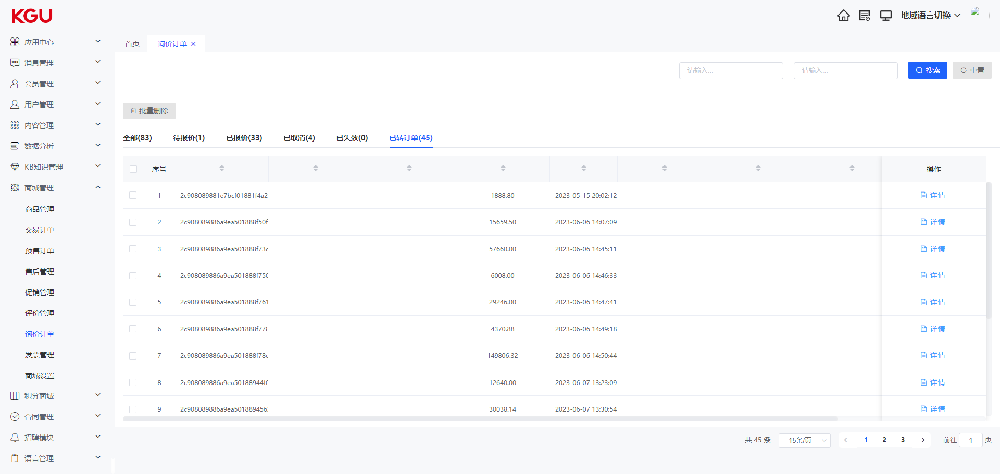 KGU
地域语言切换
应用中心
消息管理
会员管理
用户管理
内容管理
数据分析
KB知识管理
商城管理
商品管理
交易订单
预售订单
售后管理
促销管理
评价管理
询价订单
发票管理
商城设置
积分商城
合同管理
招聘模块
语言管理
首页 询价订单
请输入... 请输入... 搜索 重置
批量删除
全部(83) 待报价(1) 已报价(33) 已取消(4) 已失效(0) 已转订单(45)
序号 操作
1 2c908089881e7bcf01881f4a2 1888.80 2023-05-15 20:02:12 详情
2 2c908089886a9ea501888f50f 15659.50 2023-06-06 14:07:09 详情
3 2c908089886a9ea501888f73c 57660.00 2023-06-06 14:45:11 详情
4 2c908089886a9ea501888f750 6008.00 2023-06-06 14:46:33 详情
5 2c908089886a9ea501888f761 29246.00 2023-06-06 14:47:41 详情
6 2c908089886a9ea501888f778 4370.88 2023-06-06 14:49:18 详情
7 2c908089886a9ea501888f78e 149806.32 2023-06-06 14:50:44 详情
8 2c908089886a9ea50188944f0 12640.00 2023-06-07 13:23:09 详情
9 2c908089886a9ea501889456 30038.14 2023-06-07 13:30:54 详情
共 45 条 15条/页 1 2 3 前往 1 页